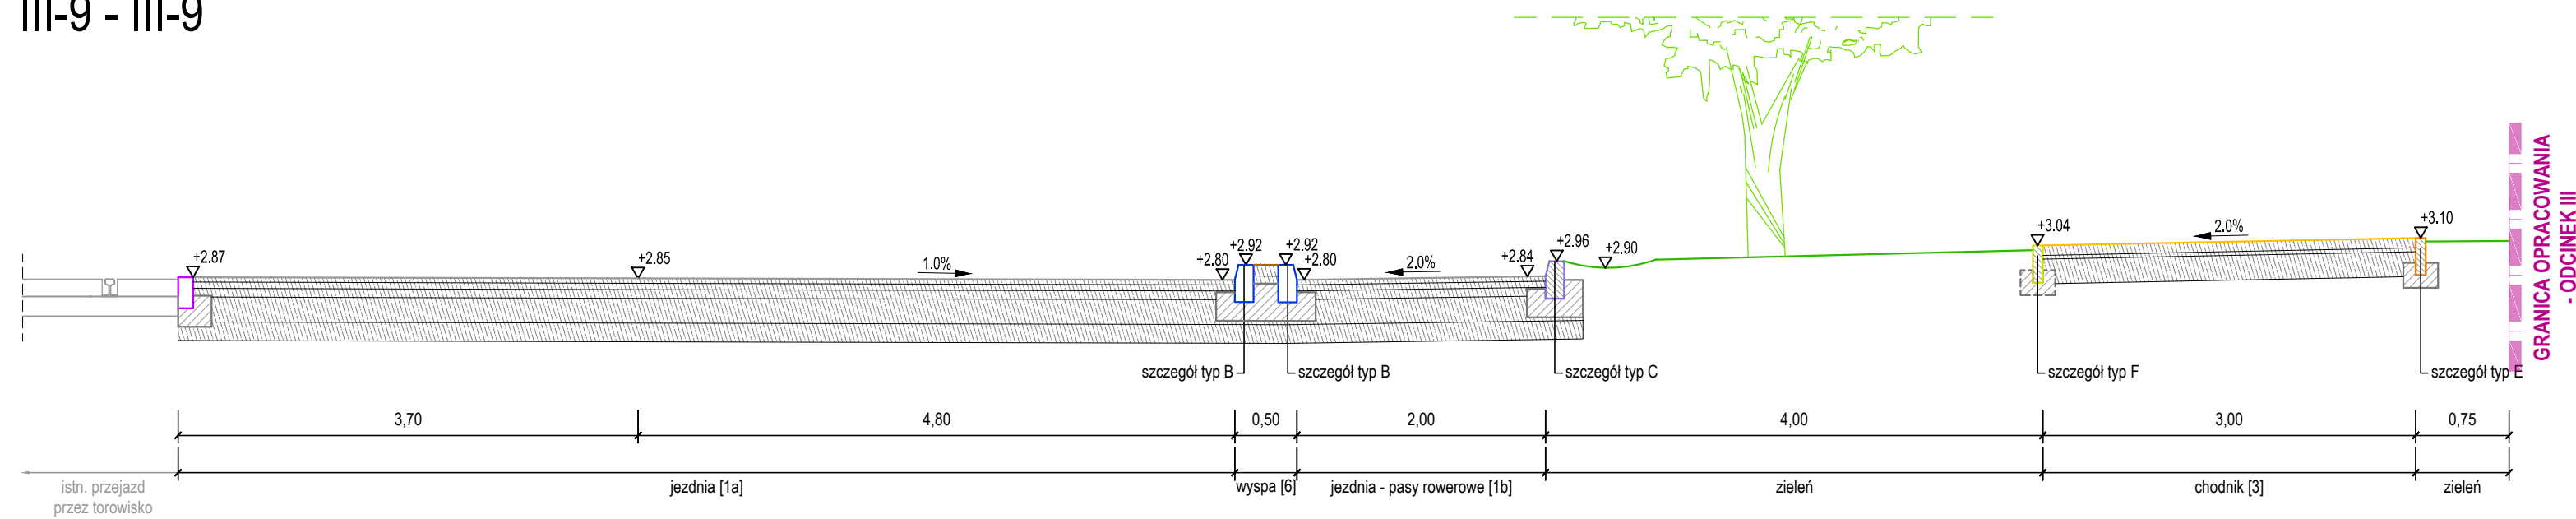 III-9 - III-9
+2.87
+2.85
1.0%
+2.80
+2.92
+2.92
+2.80
2.0%
+2.84
+2.96
+2.90
+3.04
2.0%
+3.10
GRANICA OPRACOWANIA
- ODCINEK III
szczegół typ B
szczegół typ B
szczegół typ C
szczegół typ F
szczegół typ E
3,70
4,80
0,50
2,00
4,00
3,00
0,75
istn. przejazd
przez torowisko
jezdnia [1a]
wyspa [6]
jezdnia - pasy rowerowe [1b]
zieleń
chodnik [3]
zieleń